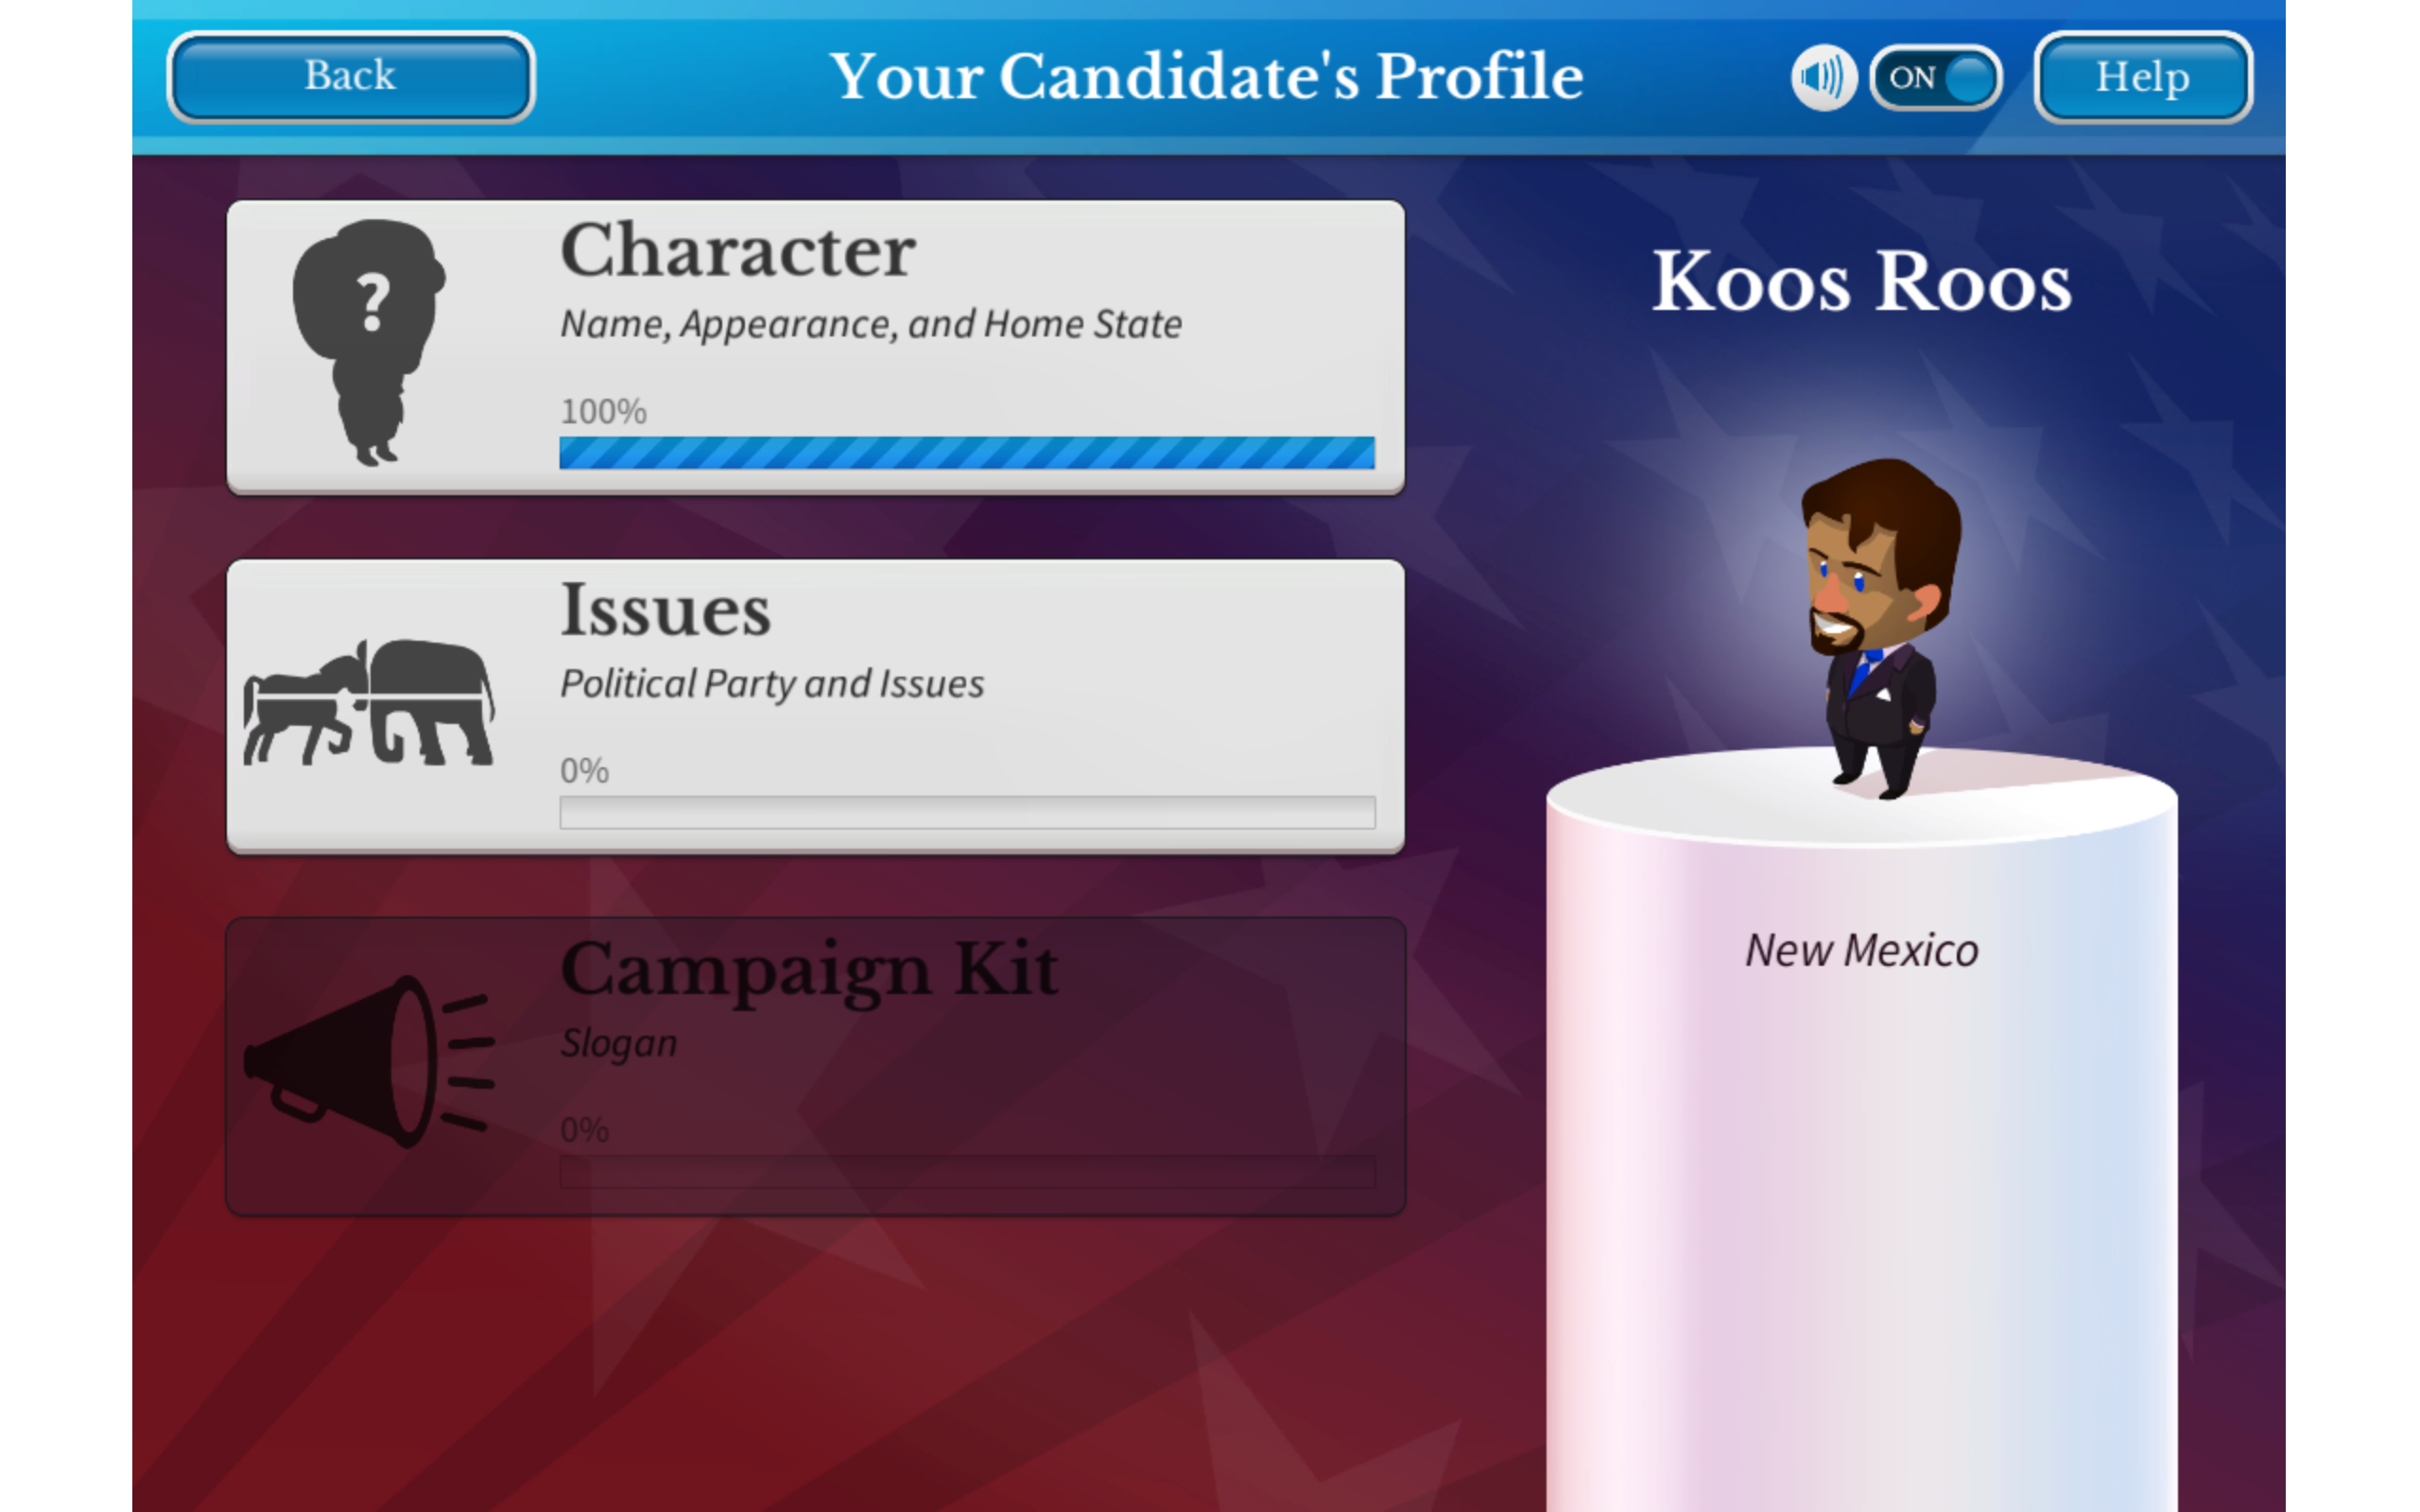 Back
Your Candidate's Profile
ON
Help
Character
Name, Appearance, and Home State
100%
Issues
Political Party and Issues
0%
Campaign Kit
Slogan
0%
Koos Roos
New Mexico
?